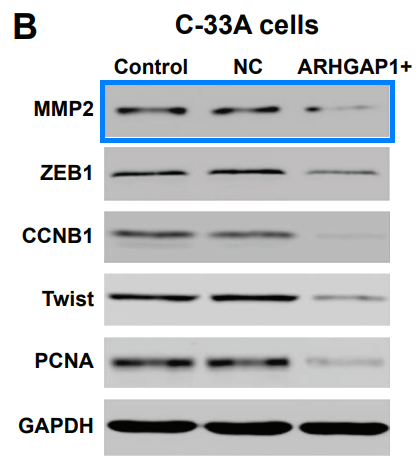 B
C-33A cells
Control NC ARHGAP1+
MMP2
ZEB1
CCNB1
Twist
PCNA
GAPDH